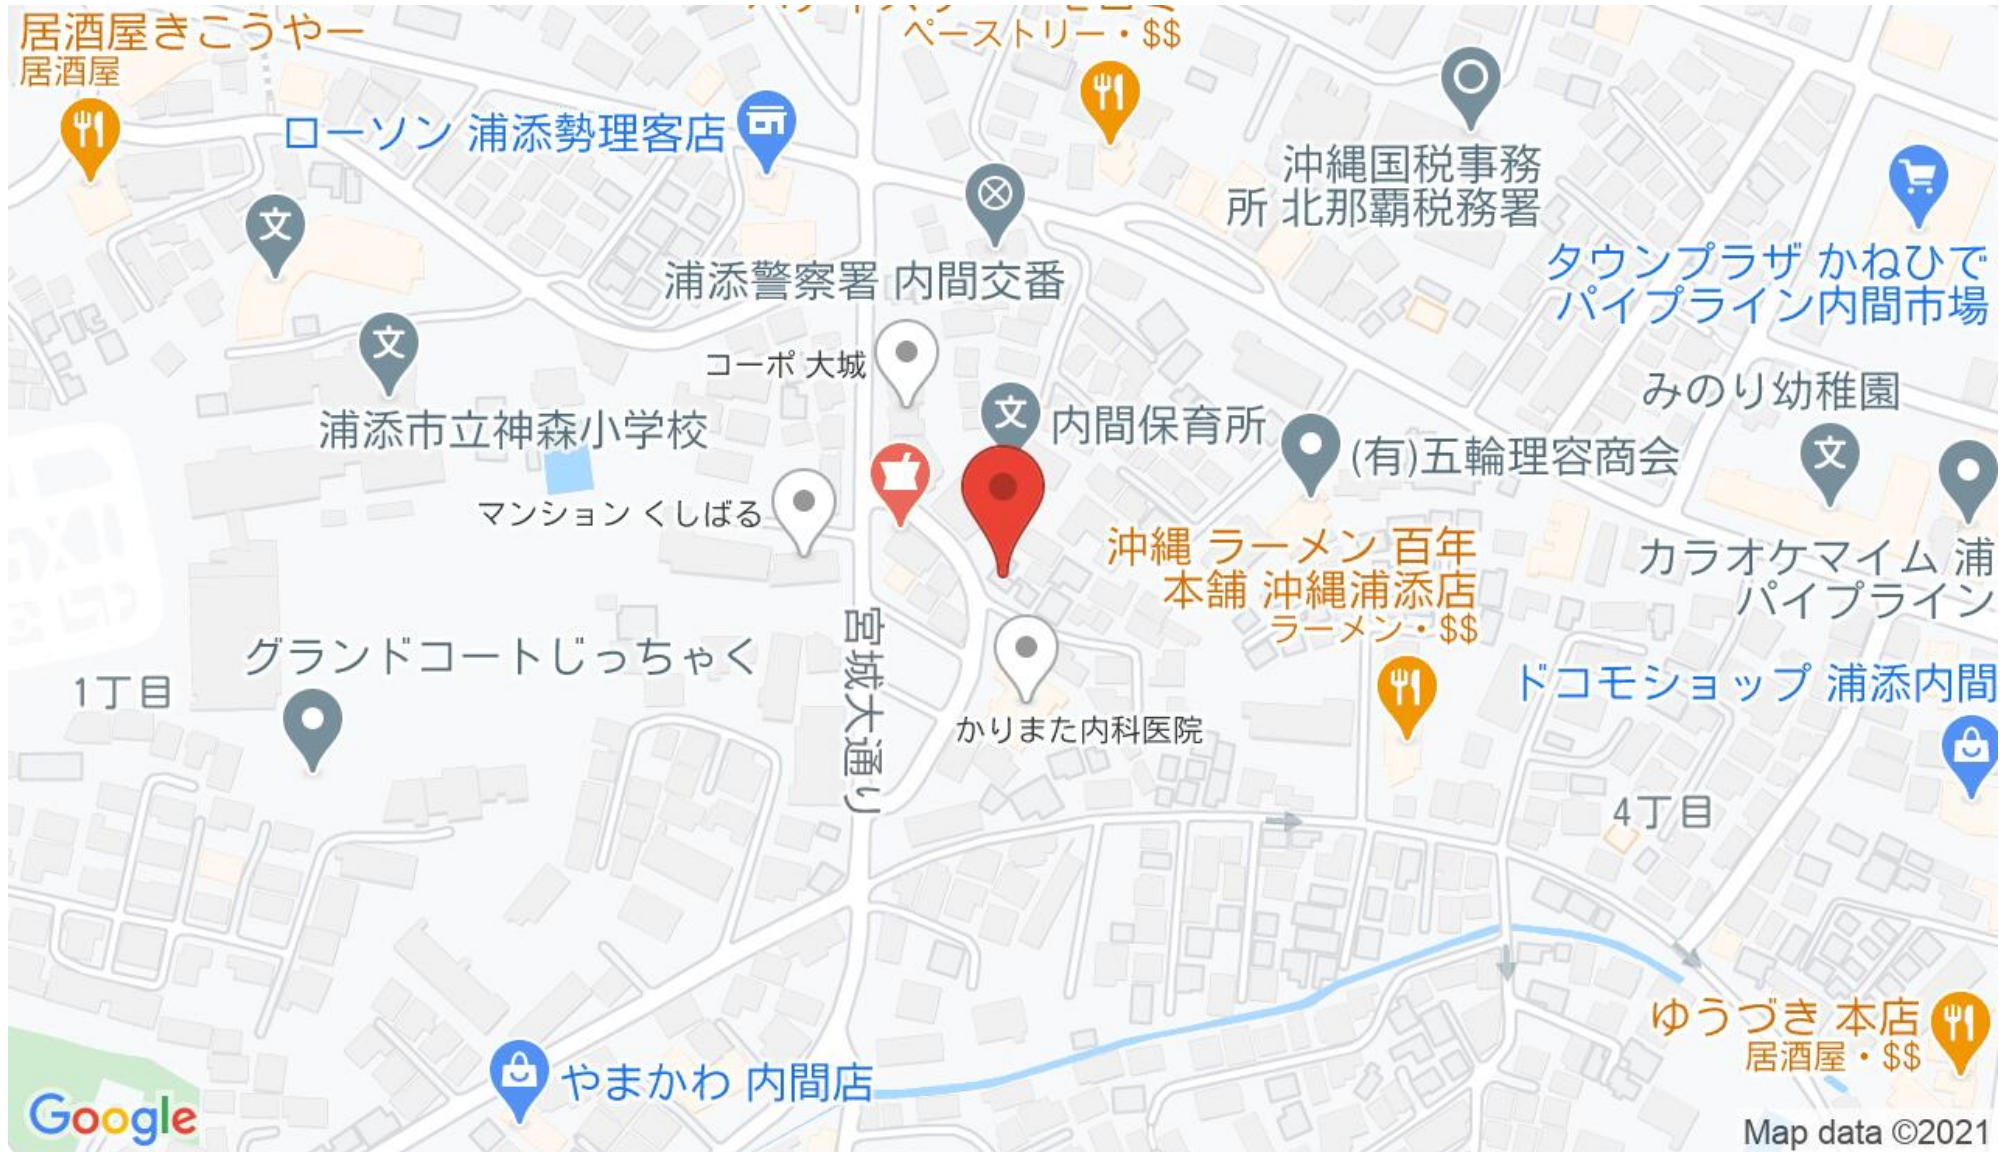 居酒屋きこうやー
居酒屋
ペーストリー・$$
ローソン 浦添勢理客店
沖縄国税事務
所 北那覇税務署
文
浦添警察署 内間交番
タウンプラザ かねひで
パイプライン内間市場
文
コーポ 大城
浦添市立神森小学校
文
内間保育所
(有)五輪理容商会
みのり幼稚園
文
マンション くしばる
沖縄 ラーメン 百年
本舗 沖縄浦添店
ラーメン・$$
カラオケマイム 浦
パイプライン
グランドコートじっちゃく
1丁目
宮城大通り
かりまた内科医院
ドコモショップ 浦添内間
4丁目
やまかわ 内間店
ゆうづき 本店
居酒屋・$$
Google
Map data ©2021